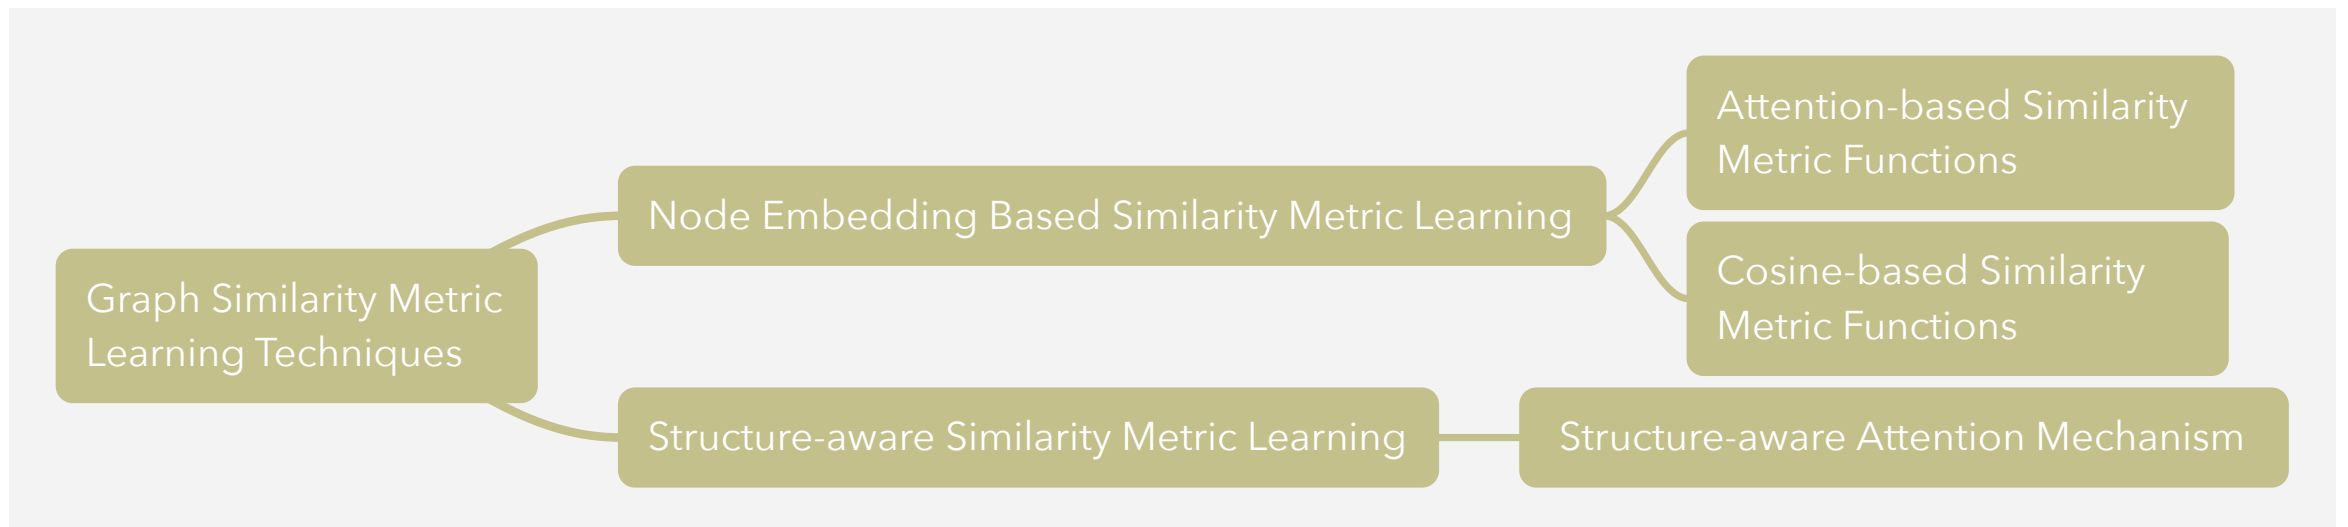 Graph Similarity Metric
Learning Techniques
Node Embedding Based Similarity Metric Learning
Attention-based Similarity
Metric Functions
Cosine-based Similarity
Metric Functions
Structure-aware Similarity Metric Learning
Structure-aware Attention Mechanism